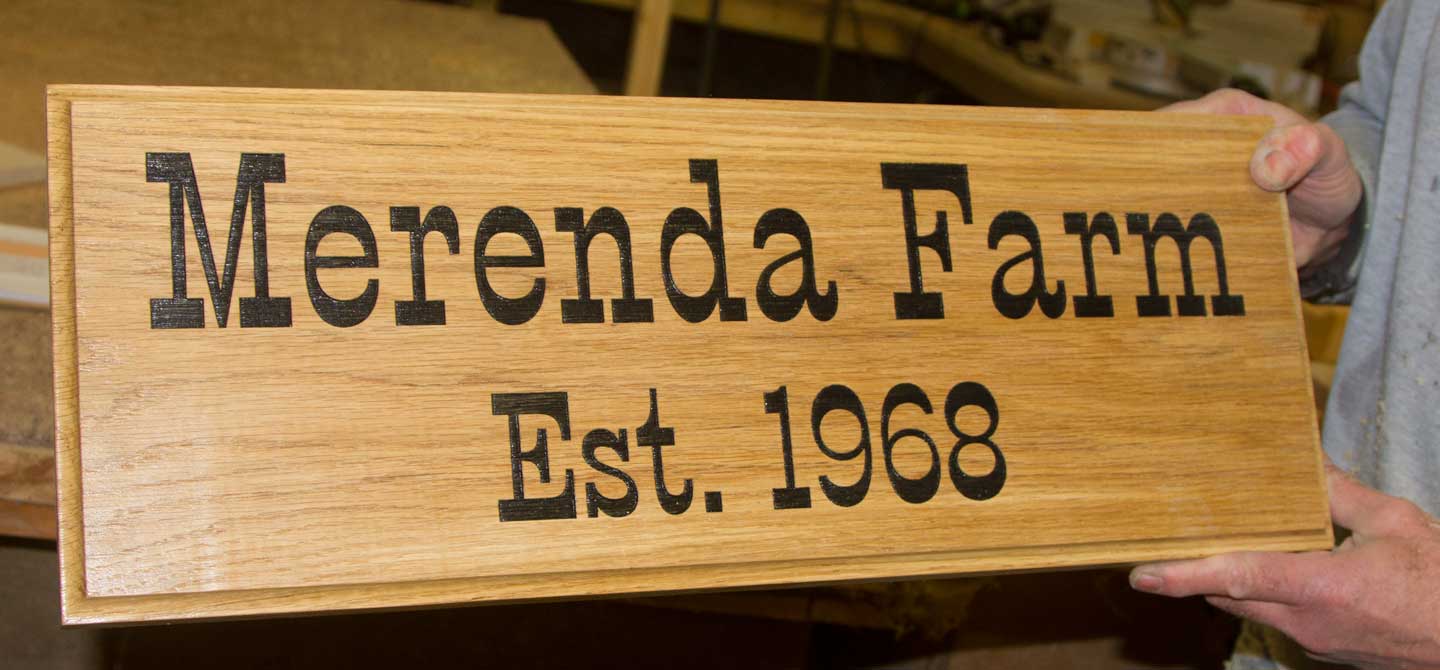 Merenda Farm
Est. 1968